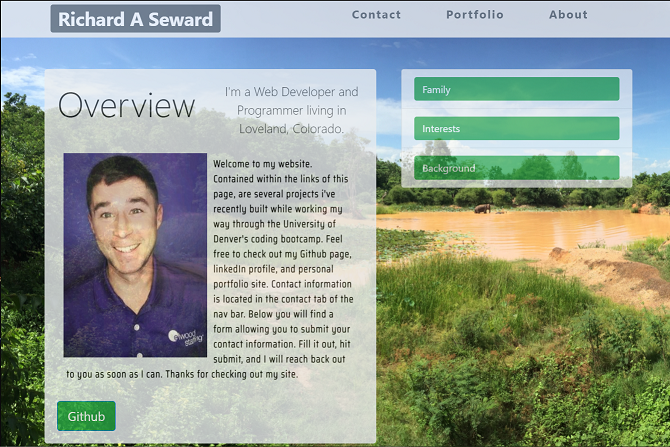 Richard A Seward
Contact Portfolio About
Overview
I'm a Web Developer and
Programmer living in
Loveland, Colorado.
Welcome to my website.
Contained within the links of this
page, are several projects i've
recently built while working my
way through the University of
Denver's coding bootcamp. Feel
free to check out my Github page,
linkedIn profile, and personal
portfolio site. Contact information
is located in the contact tab of the
nav bar. Below you will find a
form allowing you to submit your
contact information. Fill it out, hit
submit, and I will reach back out
to you as soon as I can. Thanks for checking out my site.
Github
Family
Interests
Background